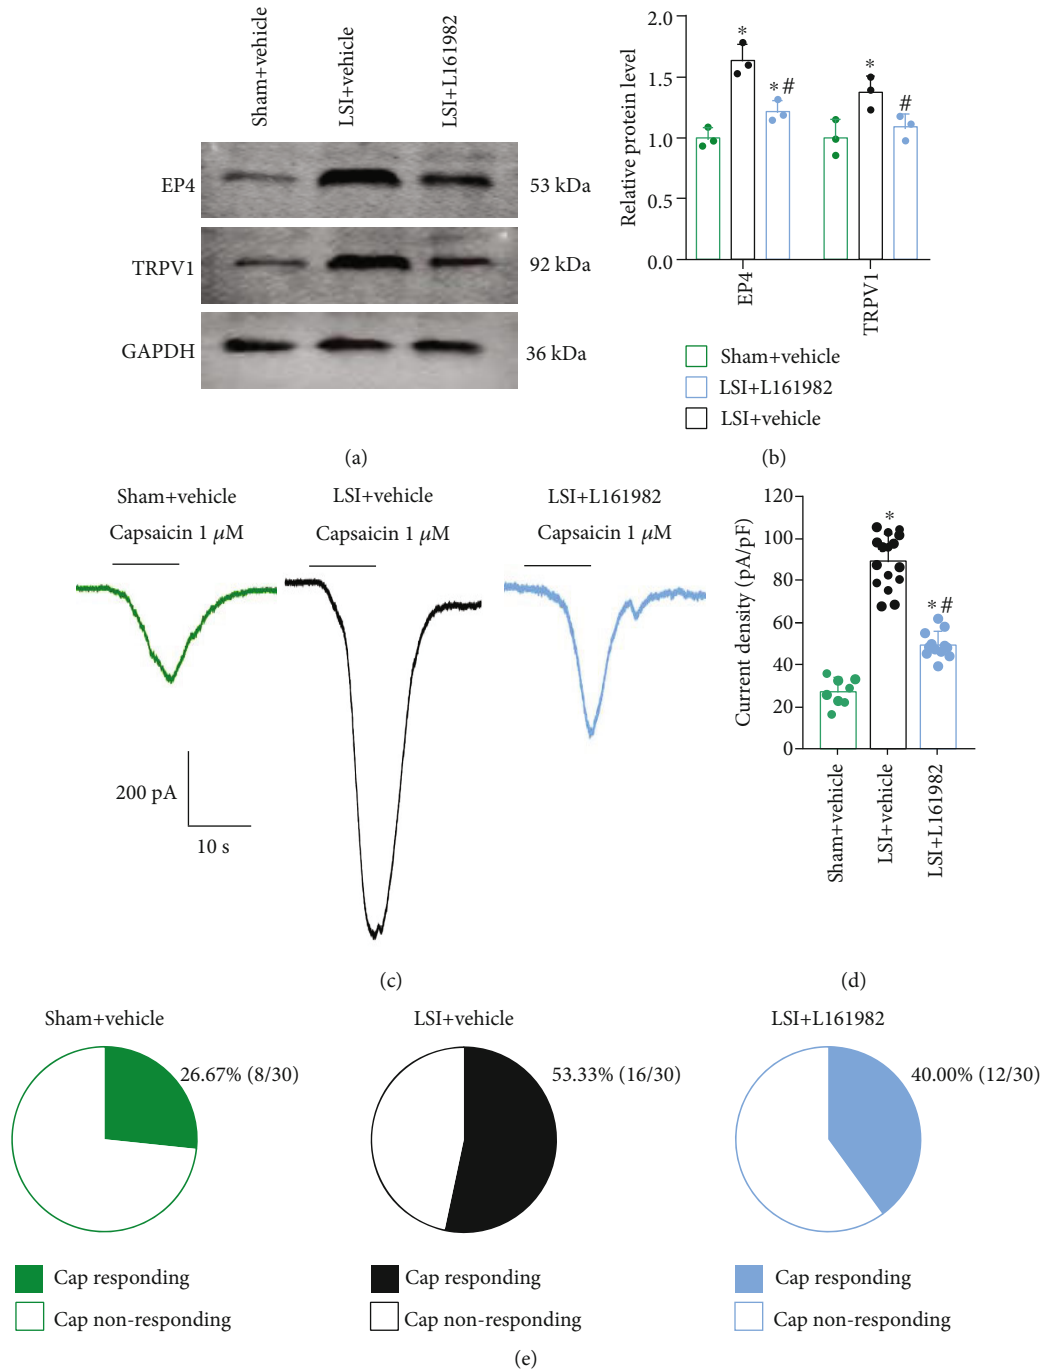 Sham+vehicle
LSI+vehicle
LSI+L161982
EP4
53 kDa
TRPV1
92 kDa
GAPDH
36 kDa
(a)
Relative protein level
2.0
1.5
1.0
0.5
0.0
*
*#
*
#
EP4
TRPV1
Sham+vehicle
LSI+L161982
LSI+vehicle
(b)
Sham+vehicle
Capsaicin 1 μM
LSI+vehicle
Capsaicin 1 μM
LSI+L161982
Capsaicin 1 μM
200 pA
10 s
(c)
Current density (pA/pF)
120
100
80
60
40
20
0
*
*#
Sham+vehicle
LSI+vehicle
LSI+L161982
(d)
Sham+vehicle
26.67% (8/30)
Cap responding
Cap non-responding
LSI+vehicle
53.33% (16/30)
Cap responding
Cap non-responding
LSI+L161982
40.00% (12/30)
Cap responding
Cap non-responding
(e)